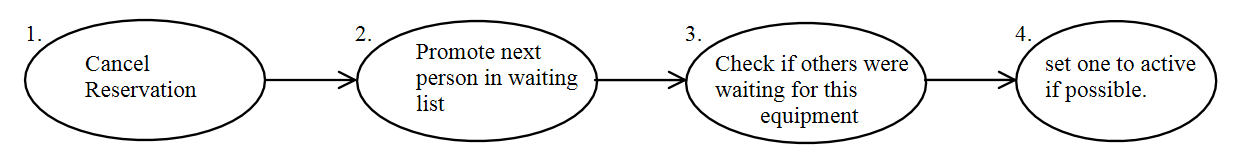 1.
Cancel
Reservation
2.
Promote next
person in waiting
list
3.
Check if others were
waiting for this
equipment
4.
set one to active
if possible.